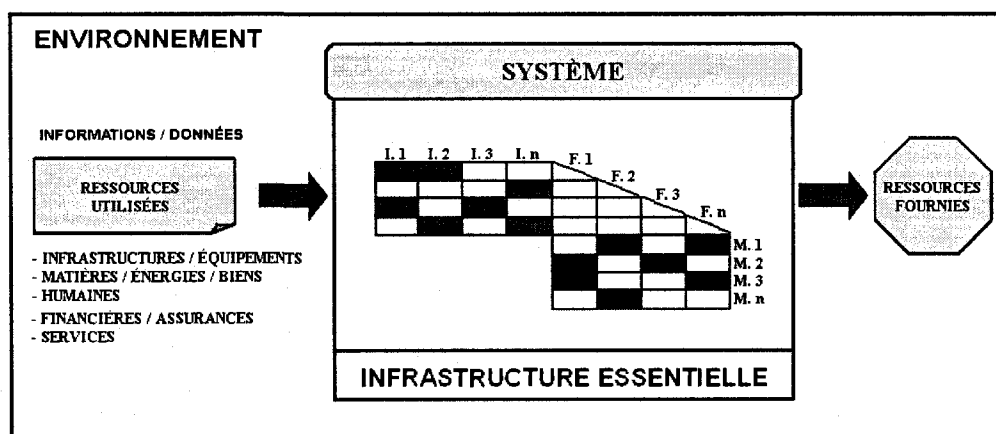 ENVIRONNEMENT
SYSTÈME
INFORMATIONS / DONNÉES
RESSOURCES
UTILISÉES
- INFRASTRUCTURES / ÉQUIPEMENTS
- MATIÈRES / ÉNERGIES / BIENS
- HUMAINES
- FINANCIÉRES / ASSURANCES
- SERVICES
I. 1 I. 2 I. 3 I. n F. 1
F. 2
F. 3
F. n
M. 1
M. 2
M. 3
M. n
INFRASTRUCTURE ESSENTIELLE
RESSOURCES
FOURNIES